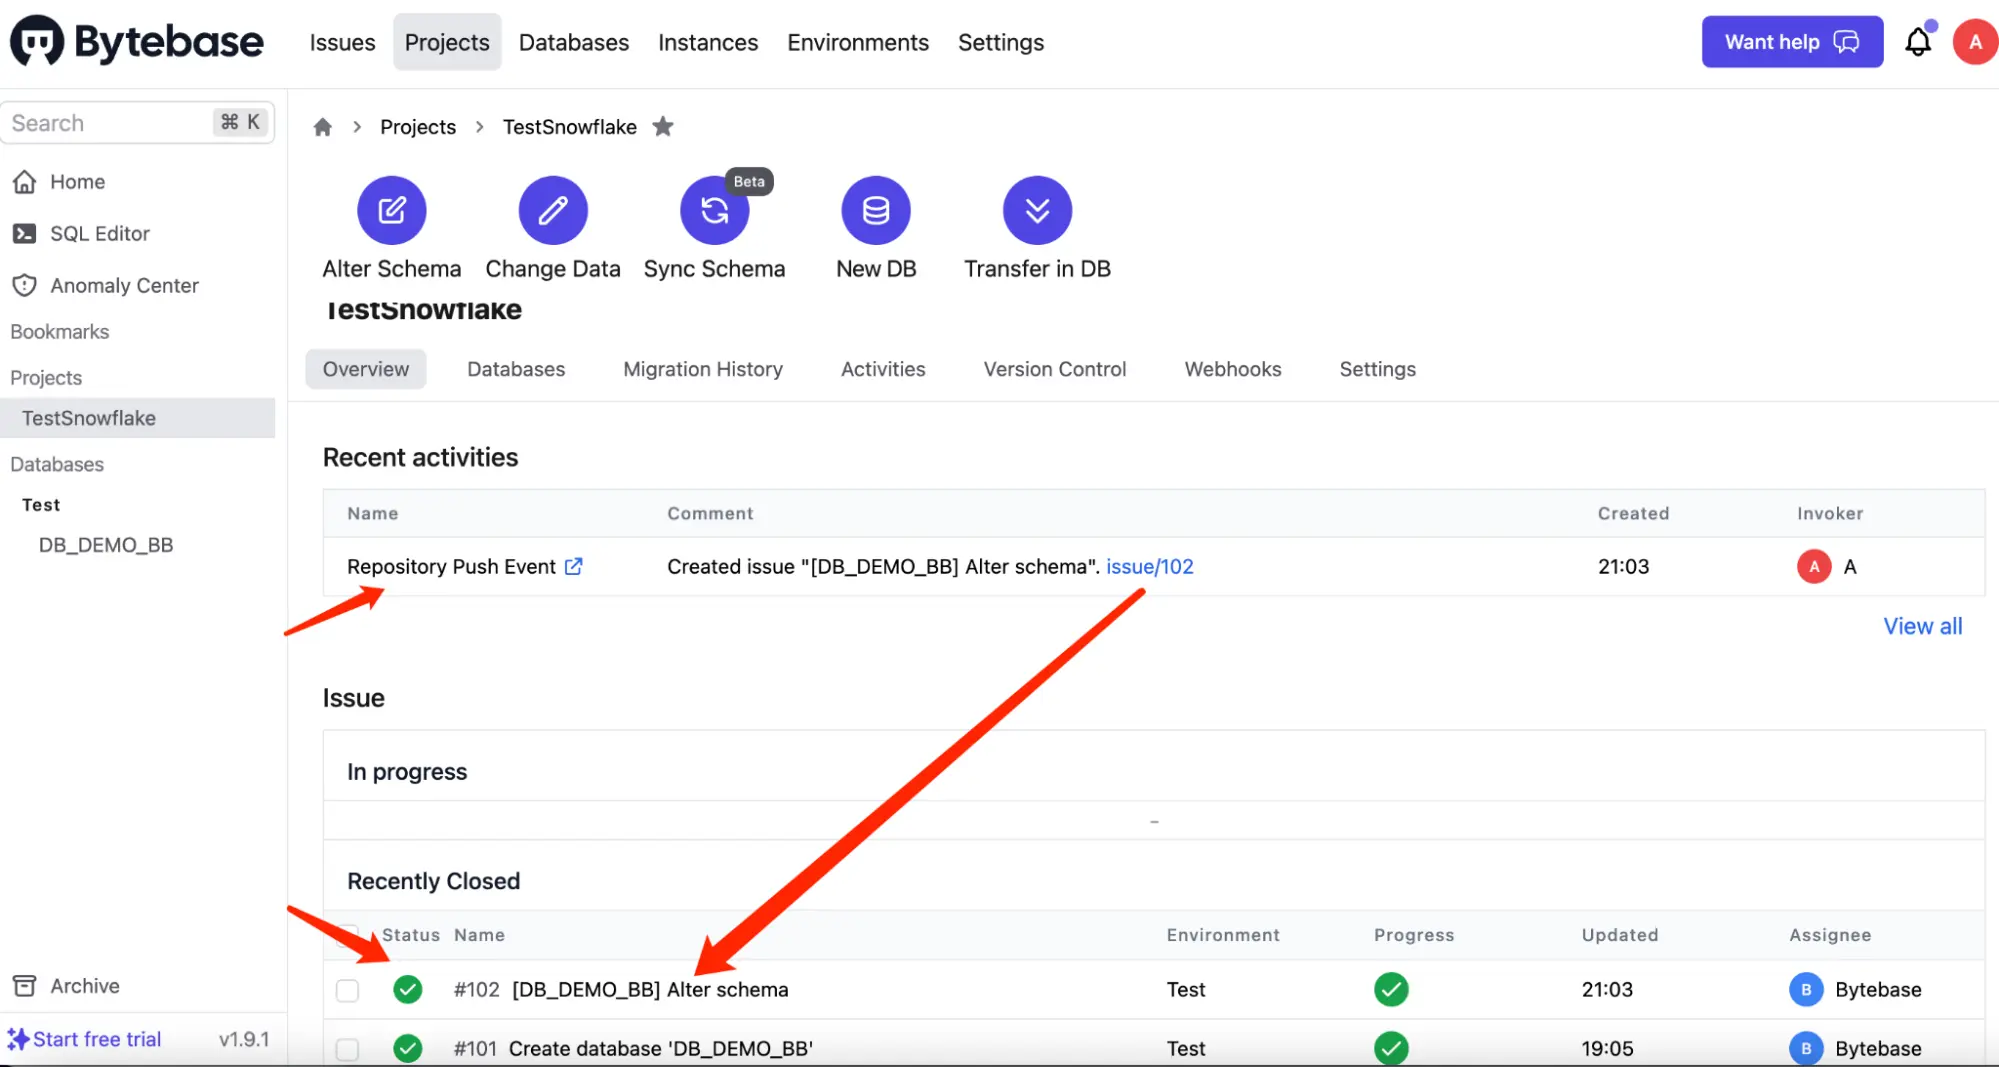 Bytebase
Issues Projects Databases Instances Environments Settings
Want help
A
Search ⌘ K
Home
SQL Editor
Anomaly Center
Bookmarks
Projects
TestSnowflake
Databases
Test
DB_DEMO_BB
Archive
Start free trial v1.9.1
Projects > TestSnowflake
Beta
Alter Schema Change Data Sync Schema New DB Transfer in DB
TestSnowflake
Overview Databases Migration History Activities Version Control Webhooks Settings
Recent activities
Name Comment Created Invoker
Repository Push Event Created issue "[DB_DEMO_BB] Alter schema". issue/102 21:03 A A
View all
Issue
In progress
-
Recently Closed
Status Name Environment Progress Updated Assignee
#102 [DB_DEMO_BB] Alter schema Test 21:03 B Bytebase
#101 Create database 'DB_DEMO_BB' Test 19:05 B Bytebase